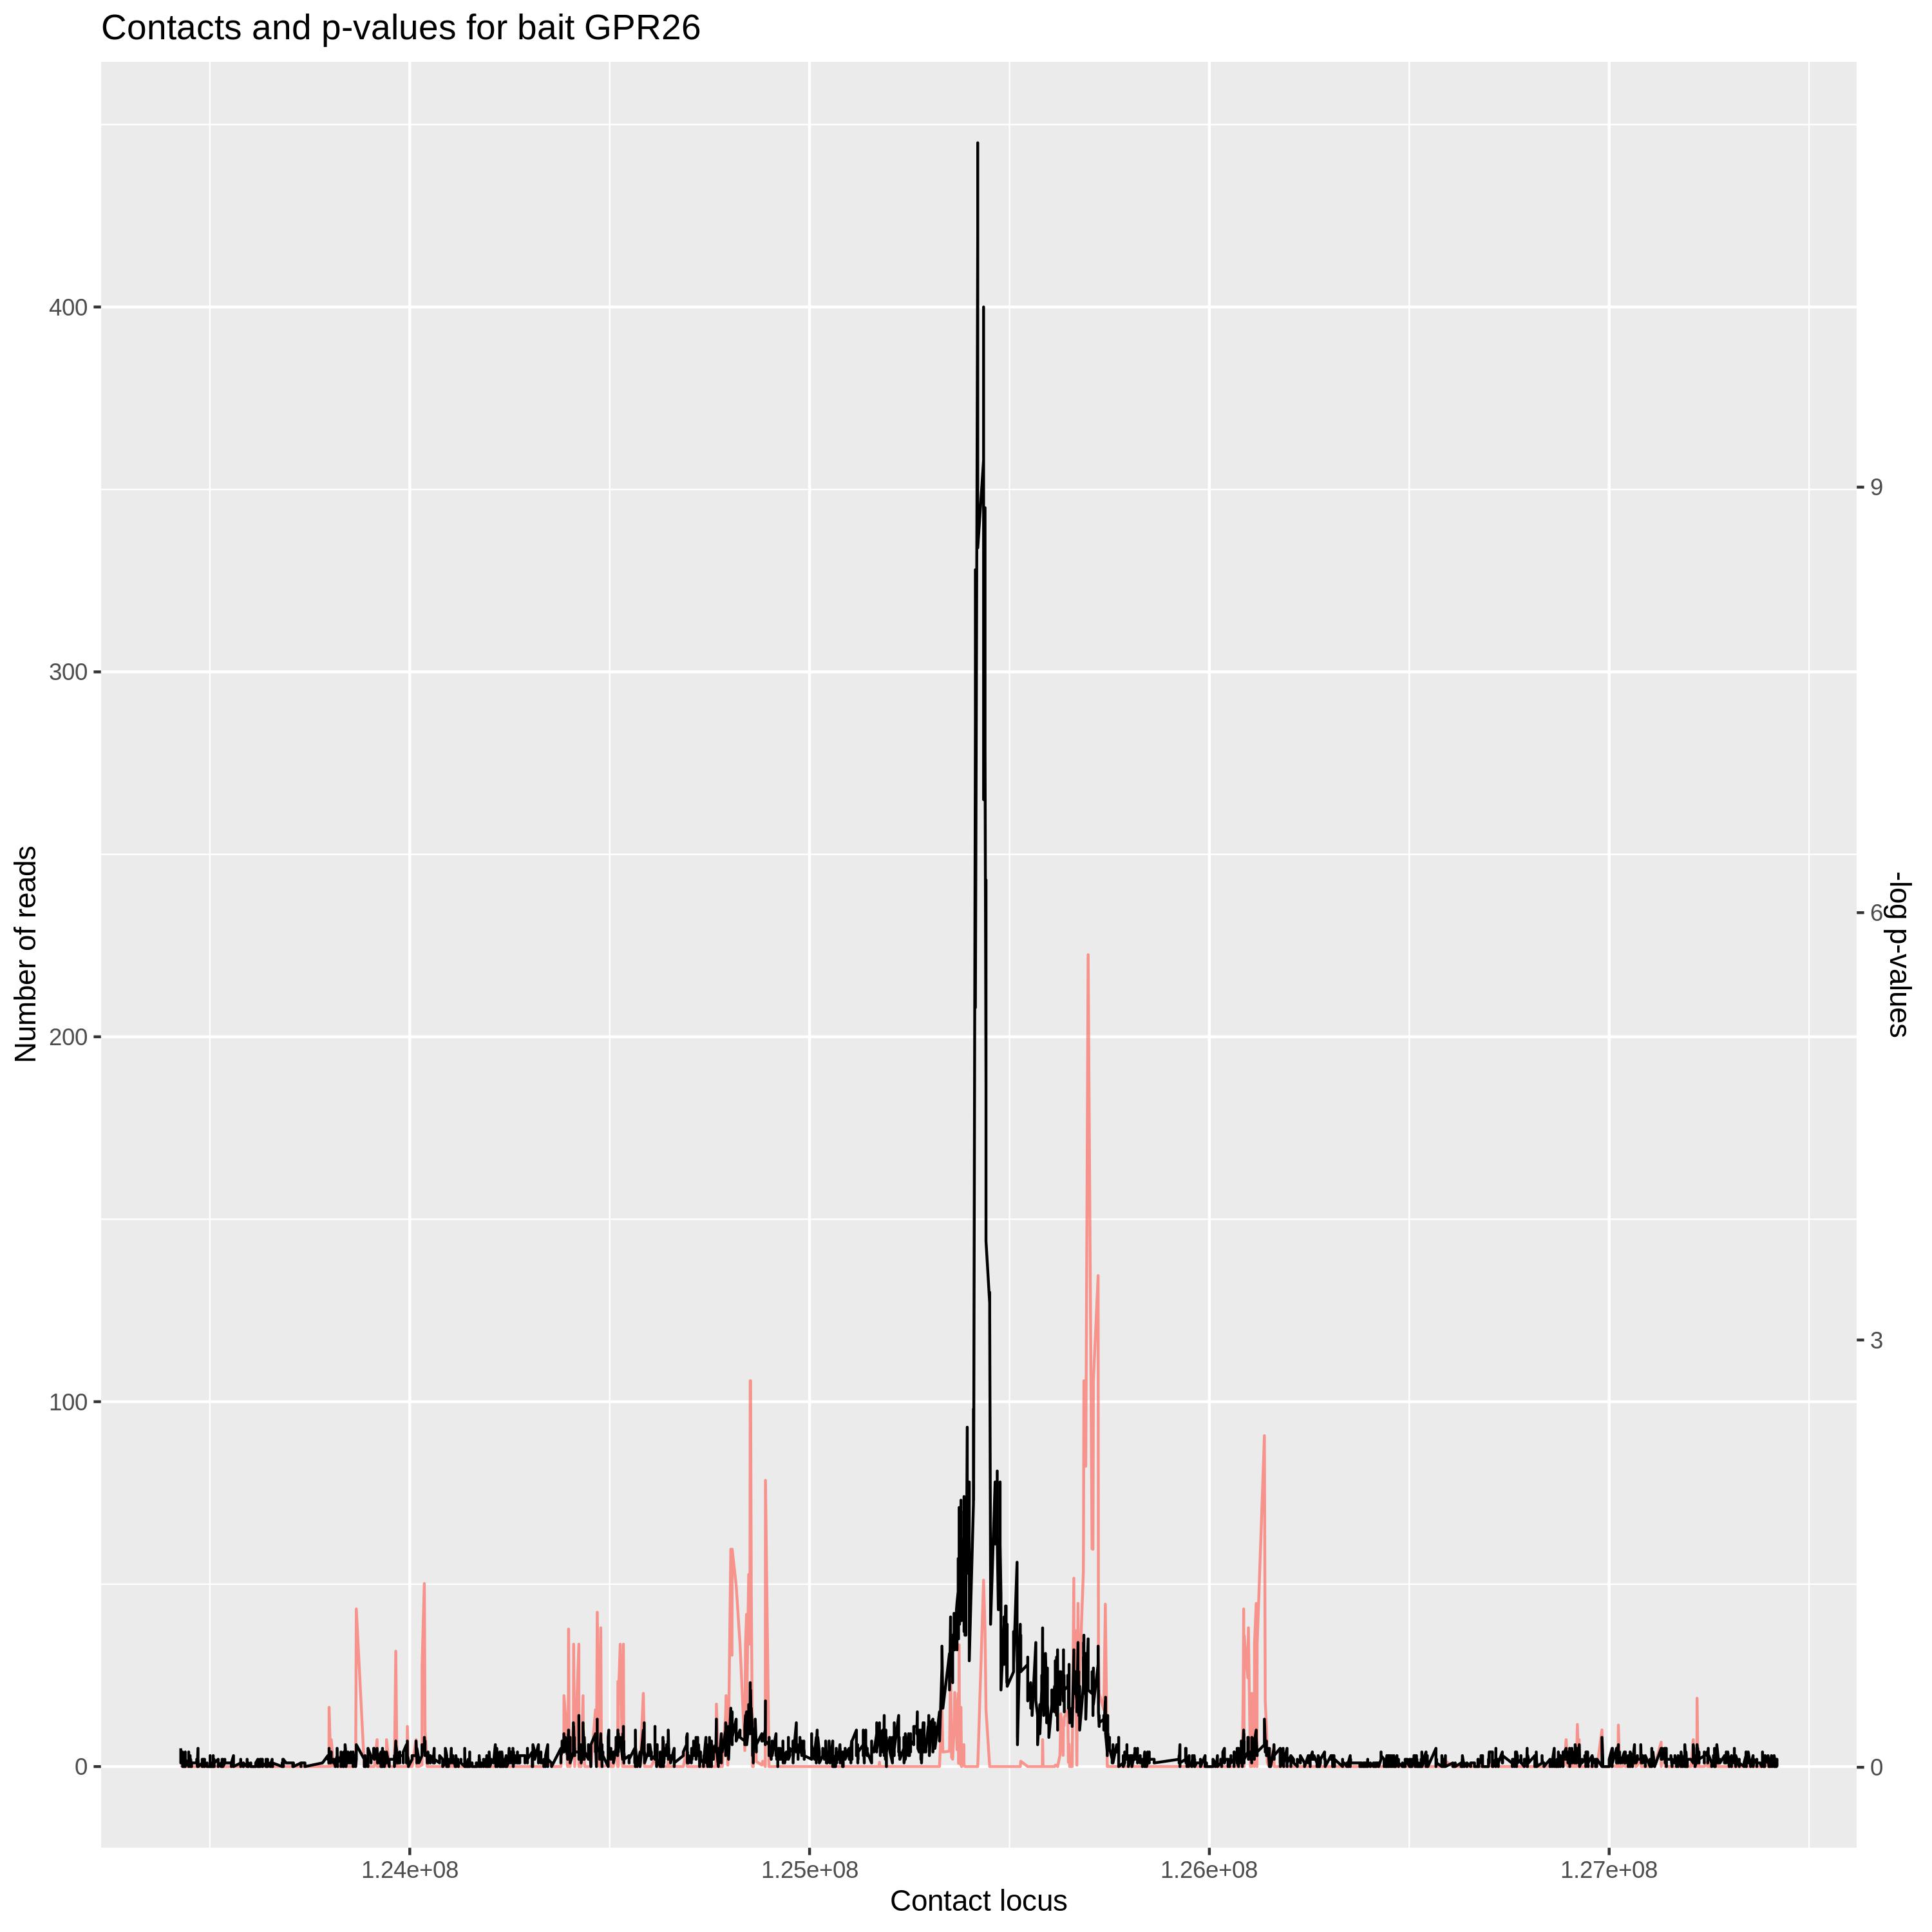 Contacts and p-values for bait GPR26
Number of reads
400
300
200
100
0
9
6
3
0
-log p-values
1.24e+08
1.25e+08
1.26e+08
1.27e+08
Contact locus